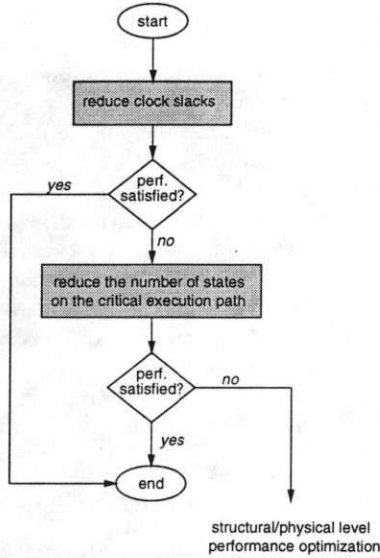 start
reduce clock slacks
yes
perf.
satisfied?
no
reduce the number of states
on the critical execution path
perf.
satisfied?
no
yes
end
structural/physical level
performance optimization